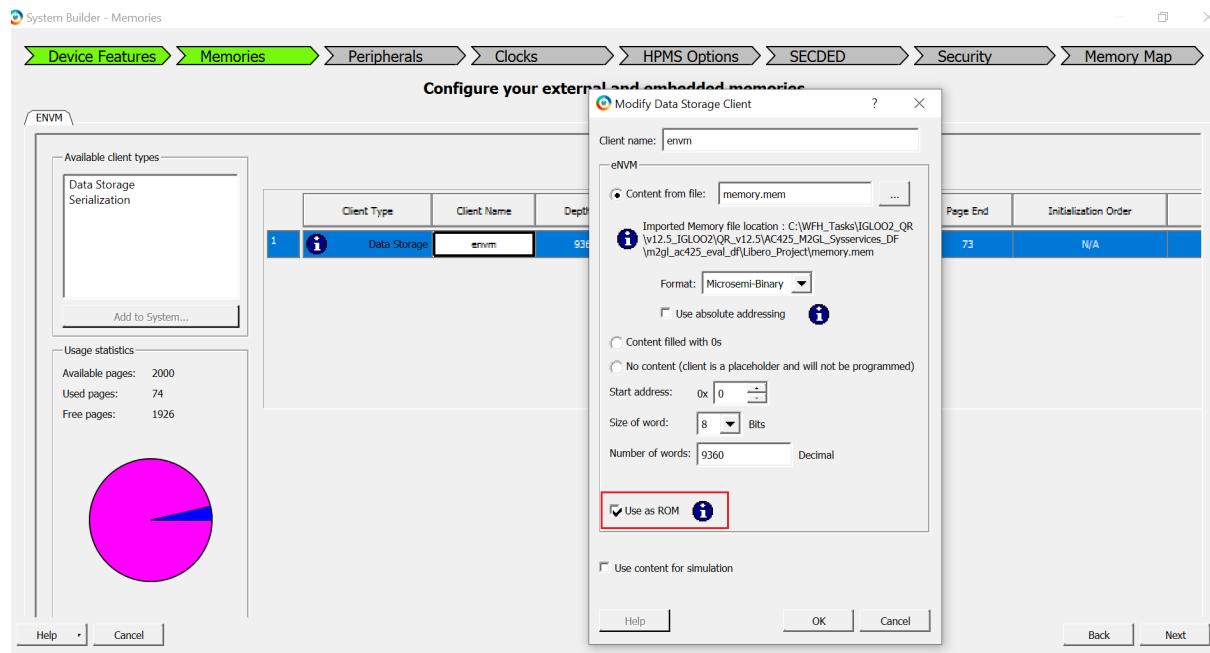 System Builder - Memories
Device Features
Memories
Peripherals
Clocks
HPMS Options
SECDED
Security
Memory Map
Configure your external and embedded memories
ENVM
Available client types
Data Storage
Serialization
Add to System...
Usage statistics
Available pages: 2000
Used pages: 74
Free pages: 1926
Client Type
Client Name
Page End
Initialization Order
1
Data Storage
envm
73
N/A
Modify Data Storage Client
?
Client name: envm
eNVM
Content from file: memory.mem ...
Imported Memory file location : C:\WFH_Tasks\IGLOO2_QR
\v12.5_IGLOO2\QR_v12.5\AC425_M2GL_Sysservices_DF
\m2gl_ac425_eval_df\Libero_Project\memory.mem
Format: Microsemi-Binary
Use absolute addressing
Content filled with 0s
No content (client is a placeholder and will not be programmed)
Start address: 0x 0
Size of word: 8 Bits
Number of words: 9360 Decimal
Use as ROM
Use content for simulation
Help
OK
Cancel
Help
Cancel
Back
Next